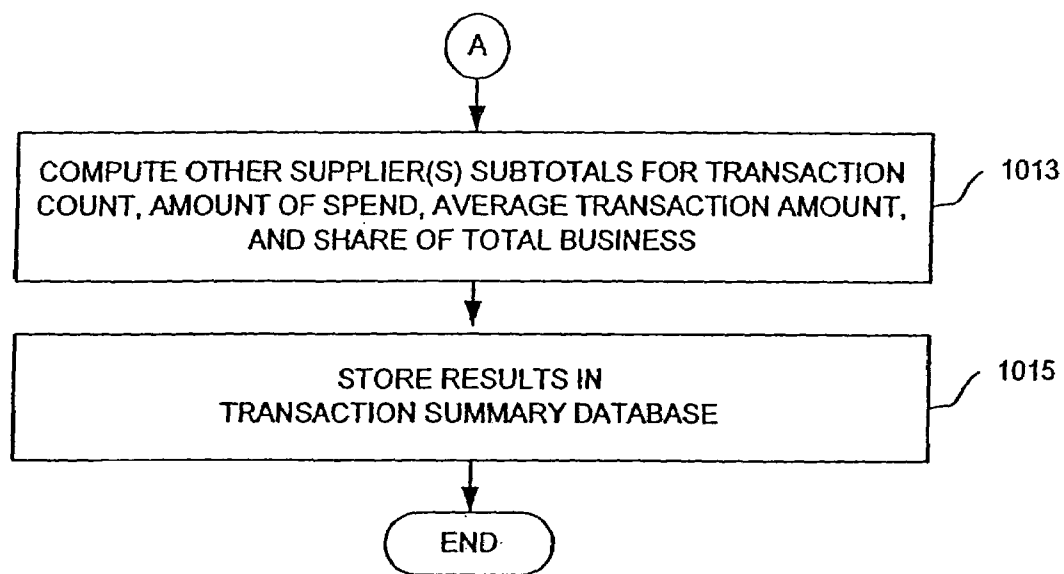 A
COMPUTE OTHER SUPPLIER(S) SUBTOTALS FOR TRANSACTION
COUNT, AMOUNT OF SPEND, AVERAGE TRANSACTION AMOUNT,
AND SHARE OF TOTAL BUSINESS
1013
STORE RESULTS IN
TRANSACTION SUMMARY DATABASE
1015
END